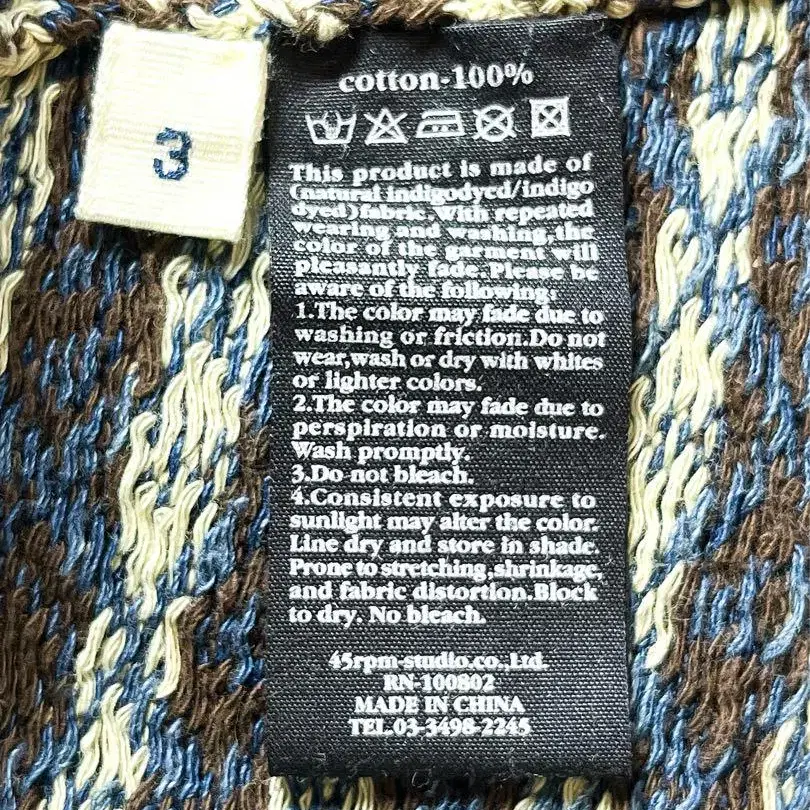 3
cotton-100%
This product is made of
(natural indigodyed/indigo
dyed)fabric.With repeated
wearing and washing,the
color of the garment will
pleasantly fade.Please be
aware of the following:
1.The color may fade due to
washing or friction.Do not
wear,wash or dry with whites
or lighter colors.
2.The color may fade due to
perspiration or moisture.
Wash promptly.
3.Do not bleach.
4.Consistent exposure to
sunlight may alter the color.
Line dry and store in shade.
Prone to stretching,shrinkage,
and fabric distortion.Block
to dry. No bleach.
45rpm-studio.co.,Ltd.
RN-100802
MADE IN CHINA
TEL.03-3498-2245